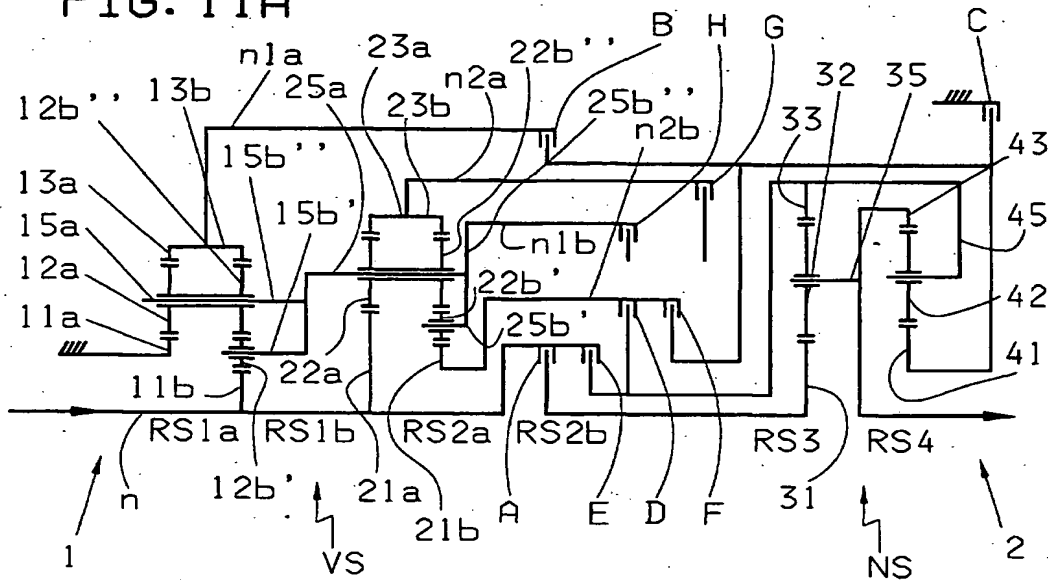 FIG. 11A
n1a 23a 22b'' B H G C
12b'' 13b 25a n2a 25b'' 32 35
23b n2b 33 43
13a 15b''
15a 15b' n1b 45
12a 22b'
11a 25b' 42
22a
11b 41
RS1a RS1b RS2a RS2b RS3 RS4
n 12b' 21a 21b A E D F 31
1 VS NS 2